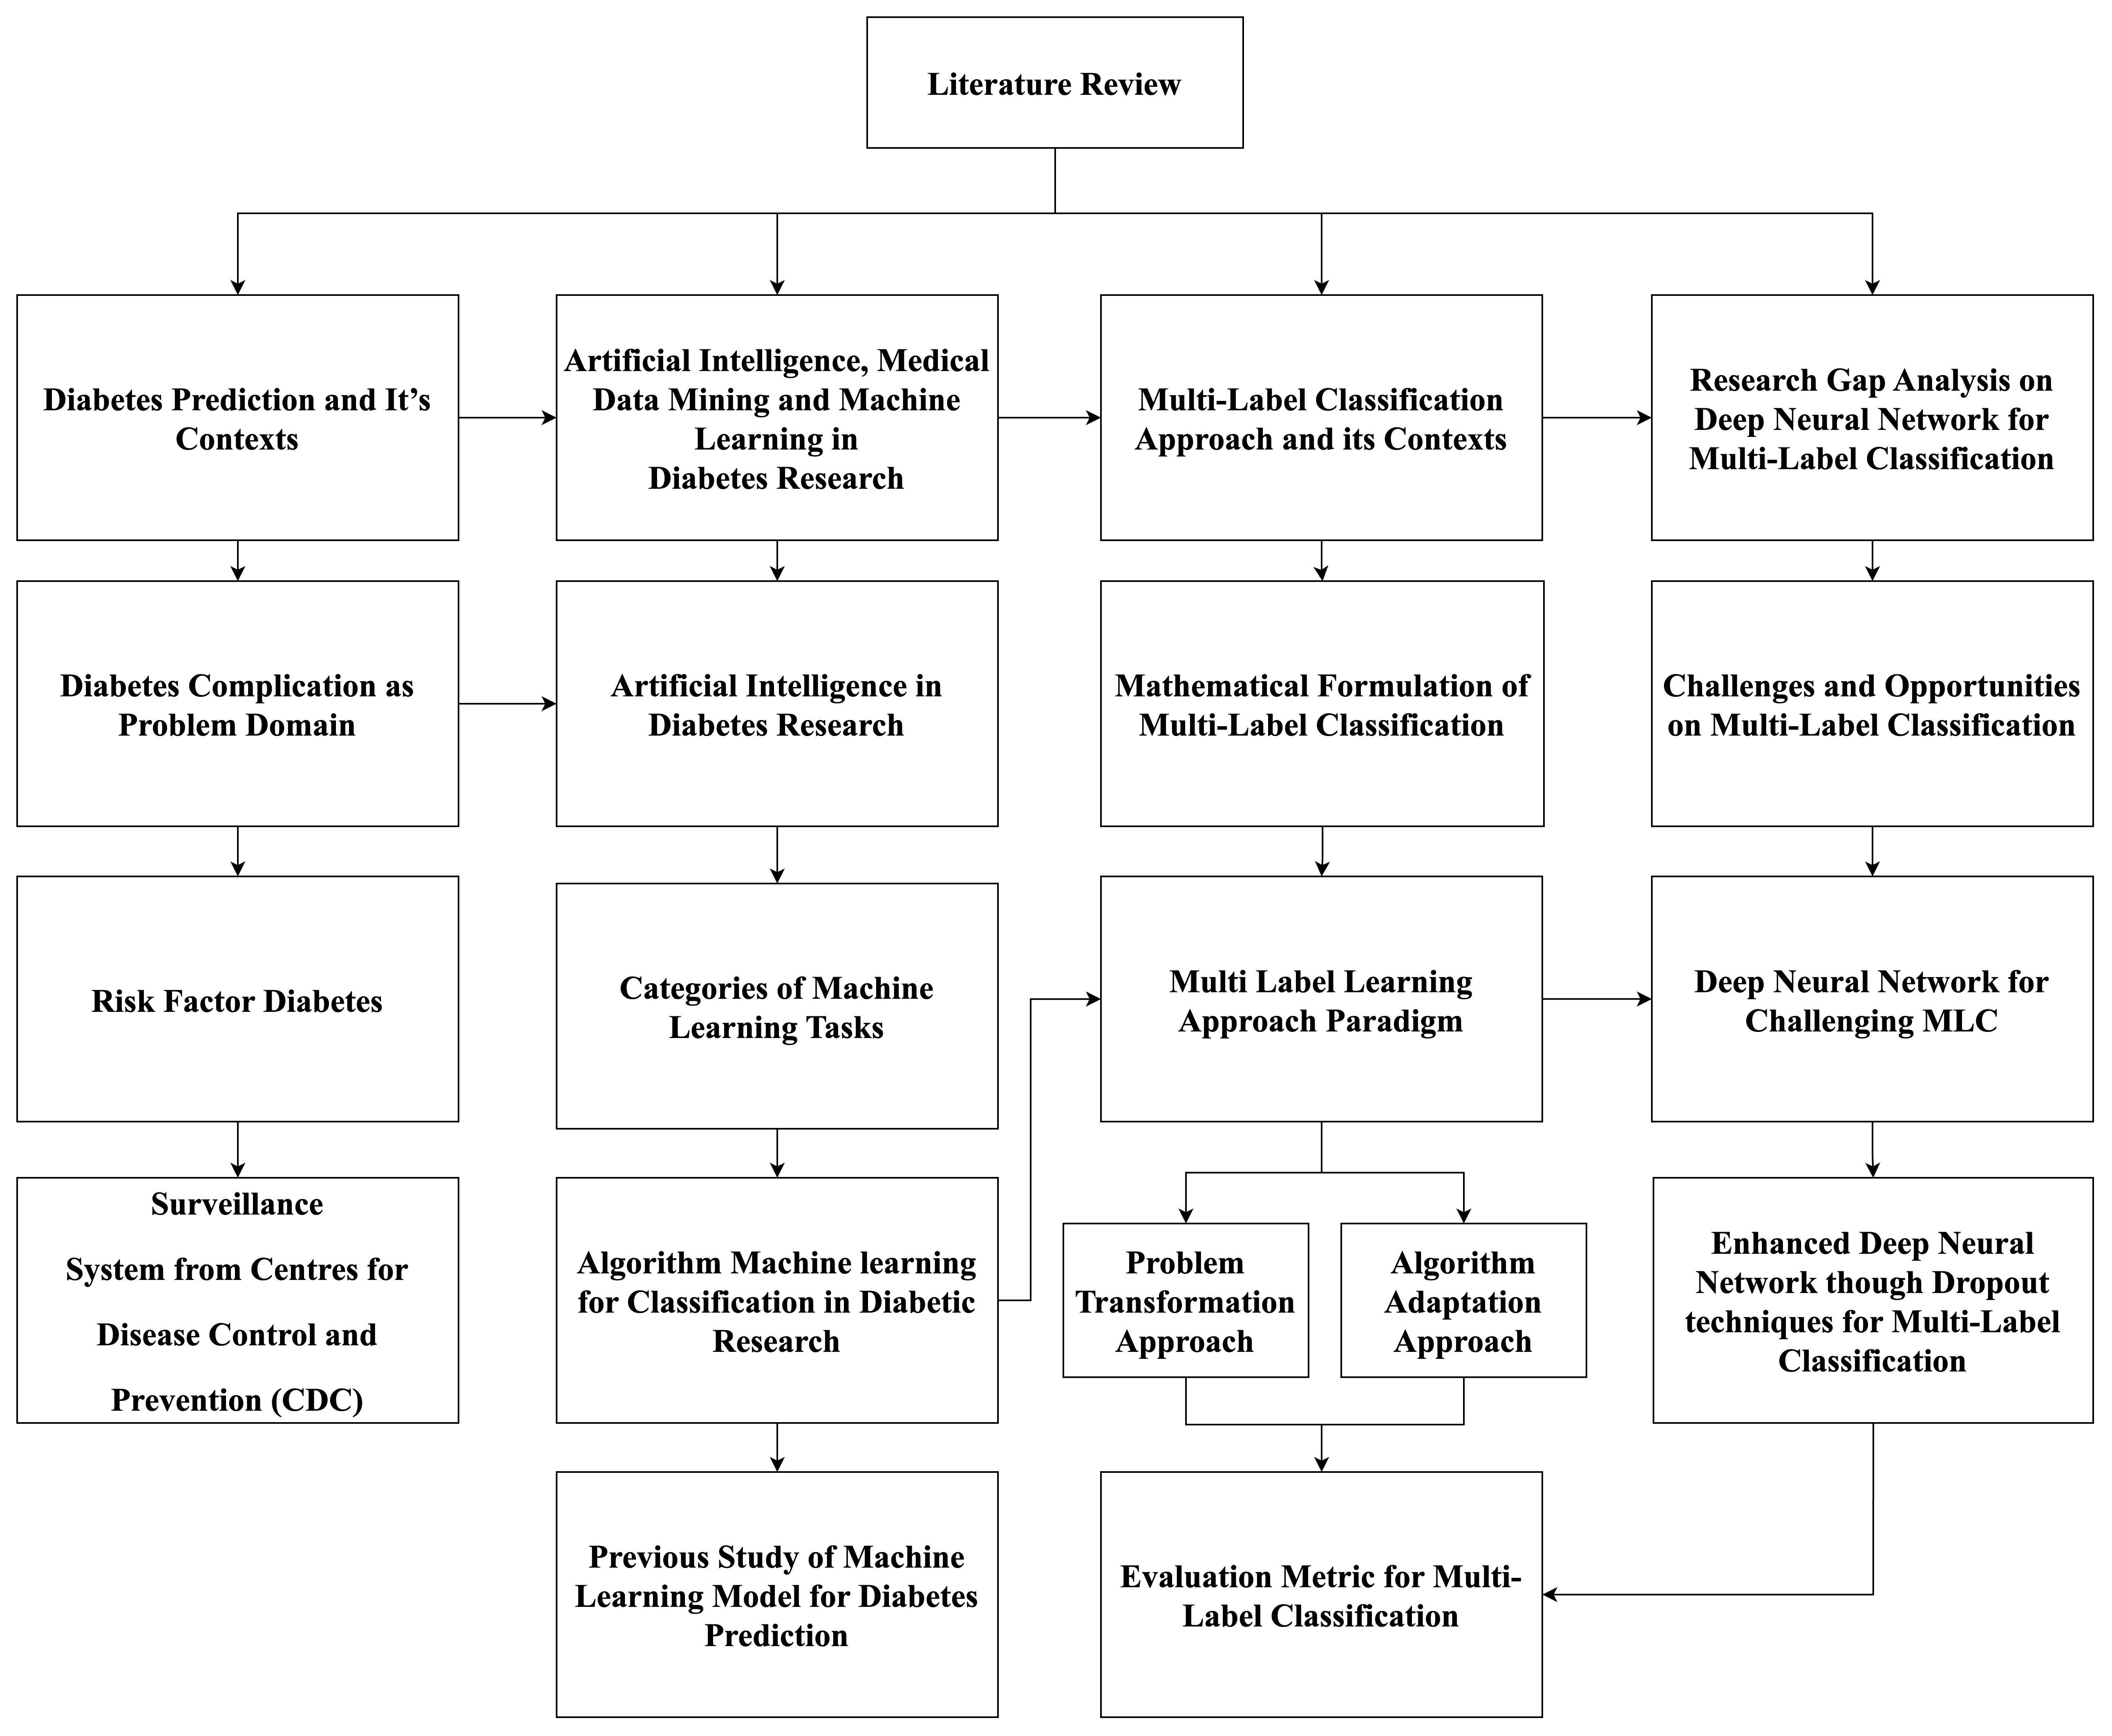 Literature Review
Diabetes Prediction and It’s
Contexts
Artificial Intelligence, Medical
Data Mining and Machine
Learning in
Diabetes Research
Multi-Label Classification
Approach and its Contexts
Research Gap Analysis on
Deep Neural Network for
Multi-Label Classification
Diabetes Complication as
Problem Domain
Artificial Intelligence in
Diabetes Research
Mathematical Formulation of
Multi-Label Classification
Challenges and Opportunities
on Multi-Label Classification
Risk Factor Diabetes
Categories of Machine
Learning Tasks
Multi Label Learning
Approach Paradigm
Deep Neural Network for
Challenging MLC
Surveillance
System from Centres for
Disease Control and
Prevention (CDC)
Algorithm Machine learning
for Classification in Diabetic
Research
Problem
Transformation
Approach
Algorithm
Adaptation
Approach
Enhanced Deep Neural
Network though Dropout
techniques for Multi-Label
Classification
Previous Study of Machine
Learning Model for Diabetes
Prediction
Evaluation Metric for Multi-
Label Classification